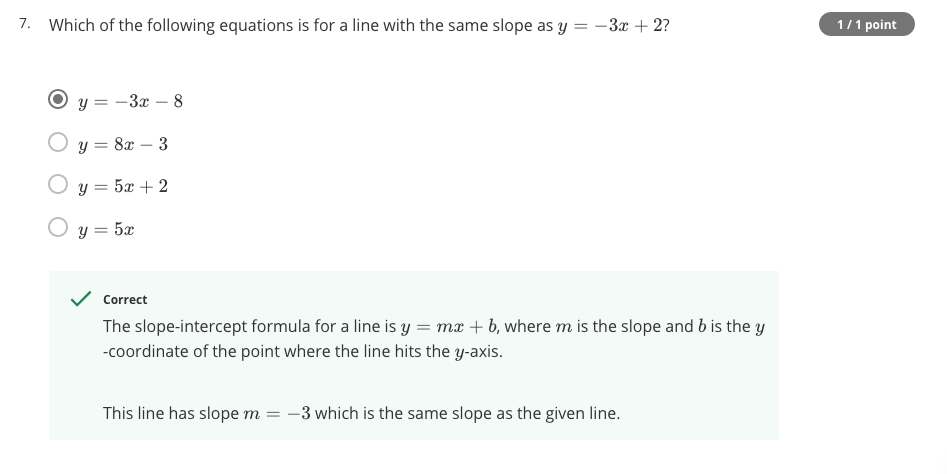 7. Which of the following equations is for a line with the same slope as y = −3x + 2?
1 / 1 point
y = −3x − 8
y = 8x − 3
y = 5x + 2
y = 5x
Correct
The slope-intercept formula for a line is y = mx + b, where m is the slope and b is the y
-coordinate of the point where the line hits the y-axis.
This line has slope m = −3 which is the same slope as the given line.